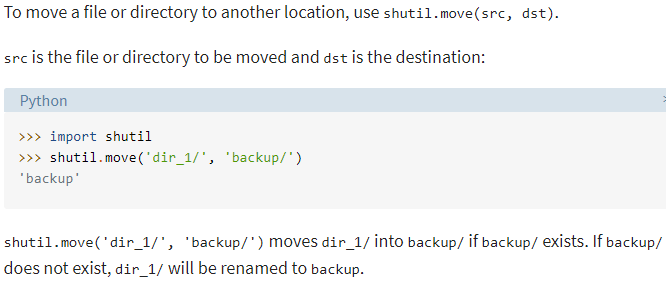 To move a file or directory to another location, use shutil.move(src, dst).
src is the file or directory to be moved and dst is the destination:
Python
>>> import shutil
>>> shutil.move('dir_1/', 'backup/')
'backup'
shutil.move('dir_1/', 'backup/') moves dir_1/ into backup/ if backup/ exists. If backup/
does not exist, dir_1/ will be renamed to backup.